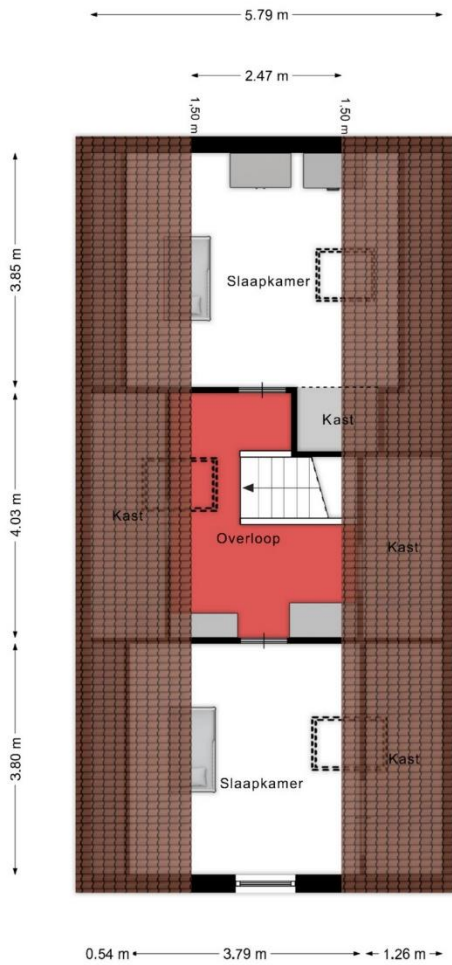 5.79 m
2.47 m
1.50 m
1.50 m
3.85 m
Slaapkamer
Kast
4.03 m
Kast
Overloop
Kast
3.80 m
Kast
Slaapkamer
0.54 m
3.79 m
1.26 m